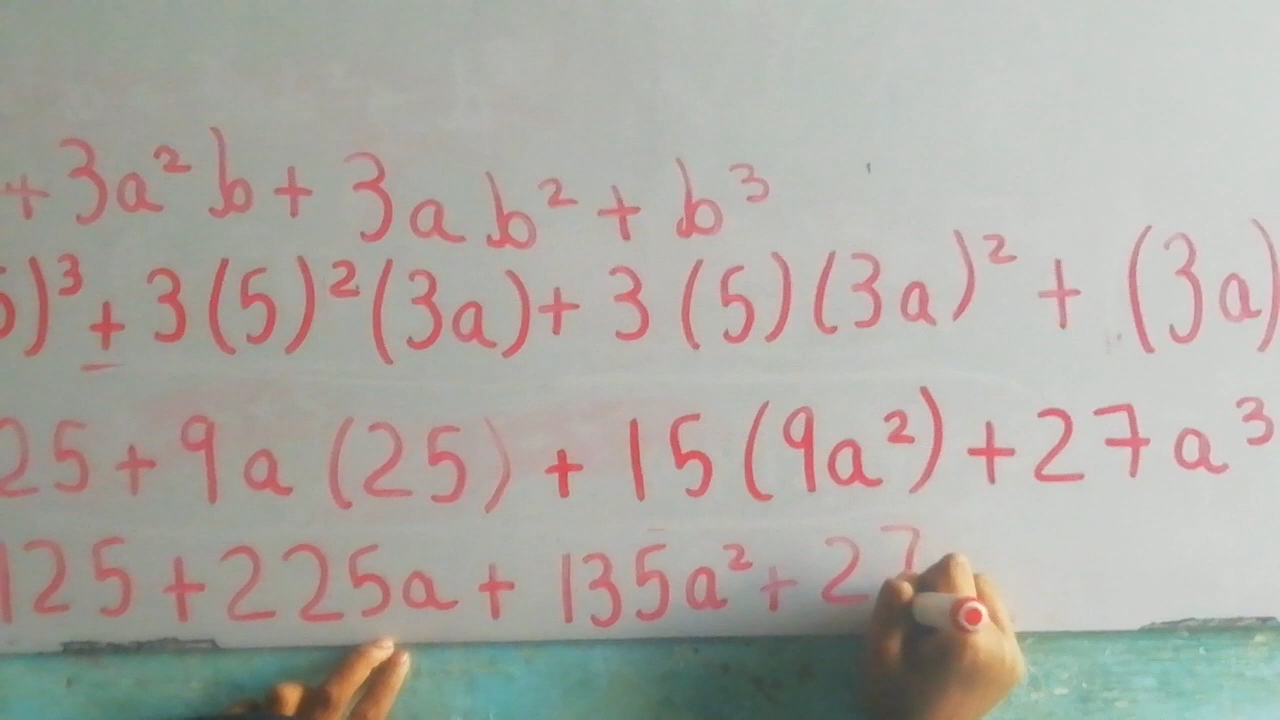 + 3a²b + 3ab² + b³
5)³ + 3(5)²(3a) + 3(5)(3a)² + (3a)
25 + 9a(25) + 15(9a²) + 27a³
125 + 225a + 135a² + 27